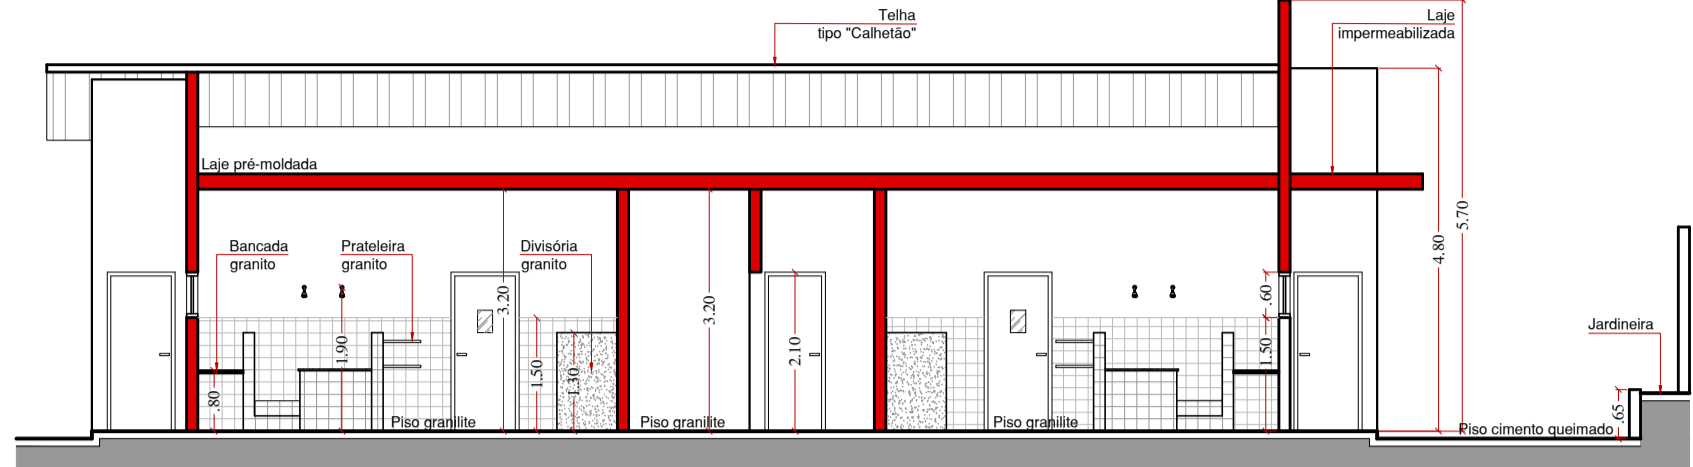 Telha
tipo "Calhetão"
Laje
impermeabilizada
Laje pré-moldada
5.70
4.80
Bancada
granito
Prateleira
granito
Divisória
granito
3.20
3.20
.60
Jardineira
1.90
2.10
1.50
1.50
1.30
.80
.65
Piso granilite
Piso granilite
Piso granilite
Piso cimento queimado